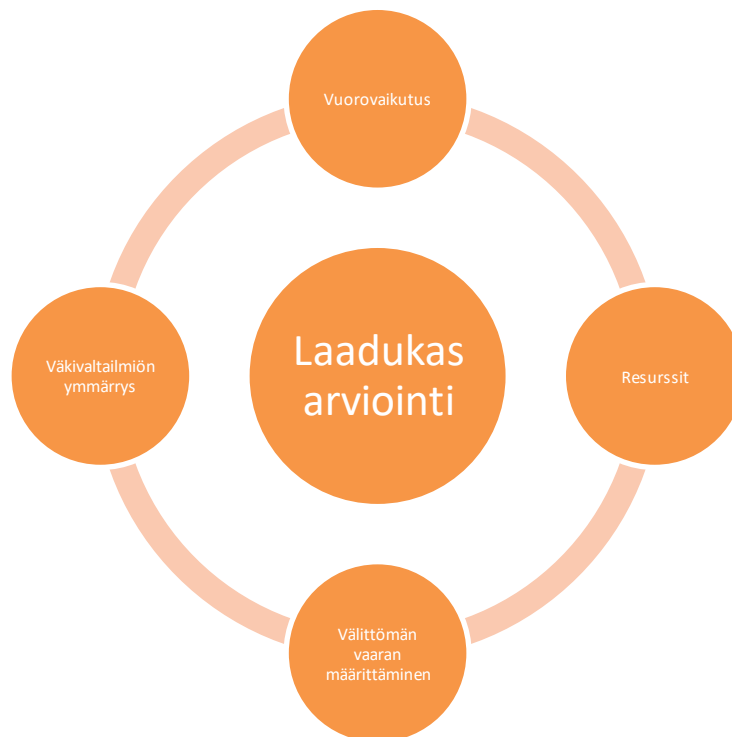 Vuorovaikutus
Väkivaltailmiön
ymmärrys
Laadukas
arviointi
Resurssit
Välittömän
vaaran
määrittäminen